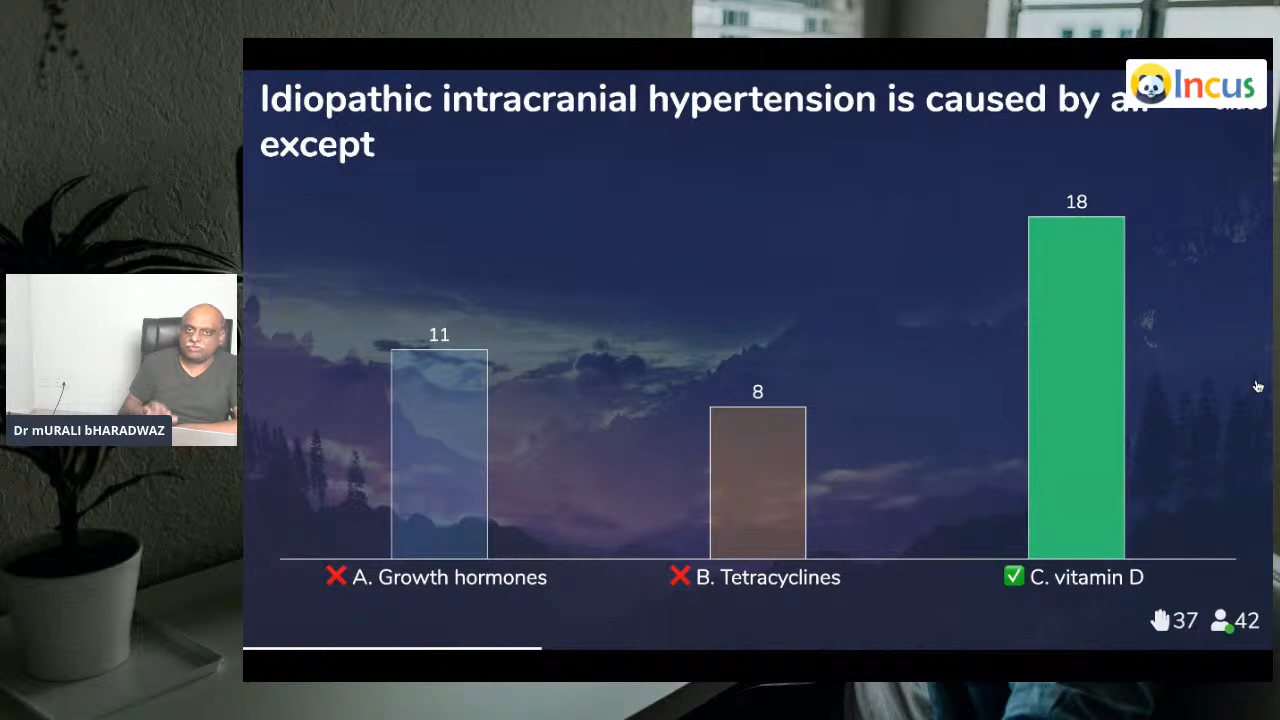 Incus
Idiopathic intracranial hypertension is caused by
except
18
11
8
Dr mURALI bHARADWAZ
A. Growth hormones
B. Tetracyclines
C. vitamin D
37
42